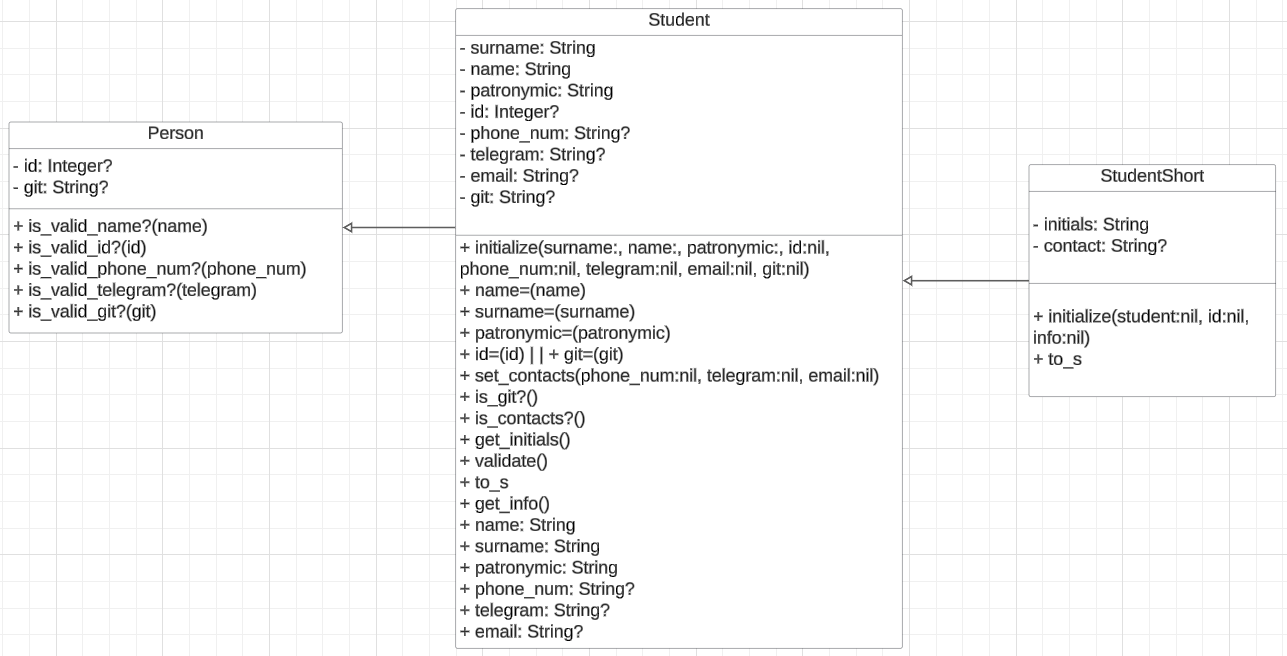 Person
- id: Integer?
- git: String?
+ is_valid_name?(name)
+ is_valid_id?(id)
+ is_valid_phone_num?(phone_num)
+ is_valid_telegram?(telegram)
+ is_valid_git?(git)
Student
- surname: String
- name: String
- patronymic: String
- id: Integer?
- phone_num: String?
- telegram: String?
- email: String?
- git: String?
+ initialize(surname:, name:, patronymic:, id:nil,
phone_num:nil, telegram:nil, email:nil, git:nil)
+ name=(name)
+ surname=(surname)
+ patronymic=(patronymic)
+ id=(id) | | + git=(git)
+ set_contacts(phone_num:nil, telegram:nil, email:nil)
+ is_git?()
+ is_contacts?()
+ get_initials()
+ validate()
+ to_s
+ get_info()
+ name: String
+ surname: String
+ patronymic: String
+ phone_num: String?
+ telegram: String?
+ email: String?
StudentShort
- initials: String
- contact: String?
+ initialize(student:nil, id:nil,
info:nil)
+ to_s